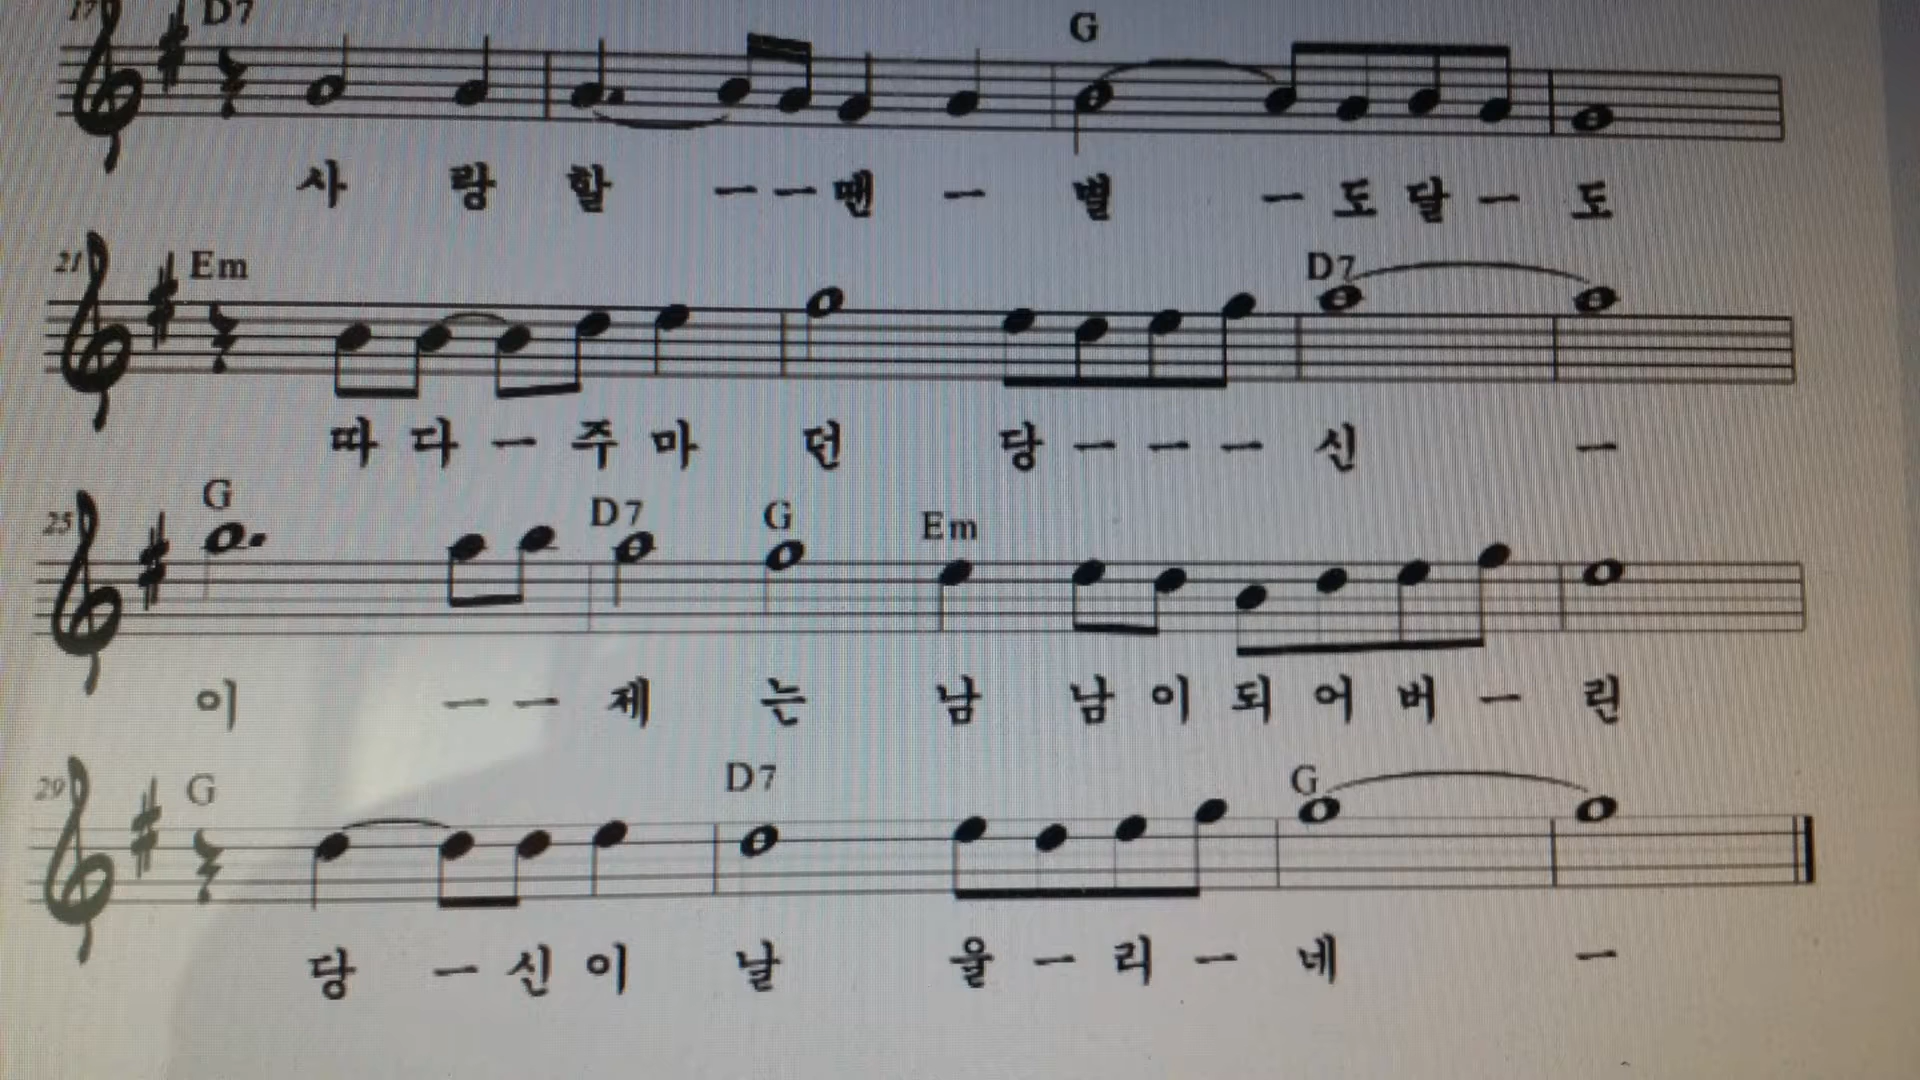 17 D7 G
사 랑 할 ㅡ ㅡ 땐 ㅡ 별 ㅡ 도 달 ㅡ 도
21 Em D7
따 다 ㅡ 주 마 던 당 ㅡ ㅡ ㅡ 신 ㅡ
25 G D7 G Em
이 ㅡ ㅡ 제 는 남 남 이 되 어 버 ㅡ 린
29 G D7 G
당 ㅡ 신 이 날 울 ㅡ 리 ㅡ 네 ㅡ